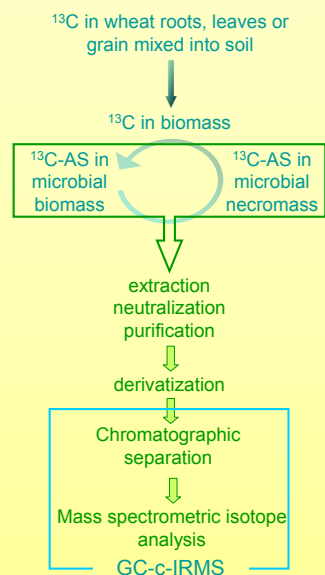 ¹³C in wheat roots, leaves or
grain mixed into soil
¹³C in biomass
¹³C-AS in
microbial
biomass
¹³C-AS in
microbial
necromass
extraction
neutralization
purification
derivatization
Chromatographic
separation
Mass spectrometric isotope
analysis
GC-c-IRMS